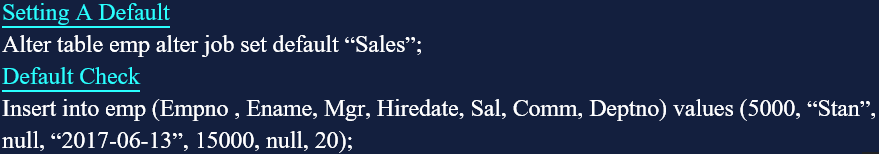 Setting A Default
Alter table emp alter job set default “Sales”;
Default Check
Insert into emp (Empno , Ename, Mgr, Hiredate, Sal, Comm, Deptno) values (5000, “Stan”,
null, “2017-06-13”, 15000, null, 20);